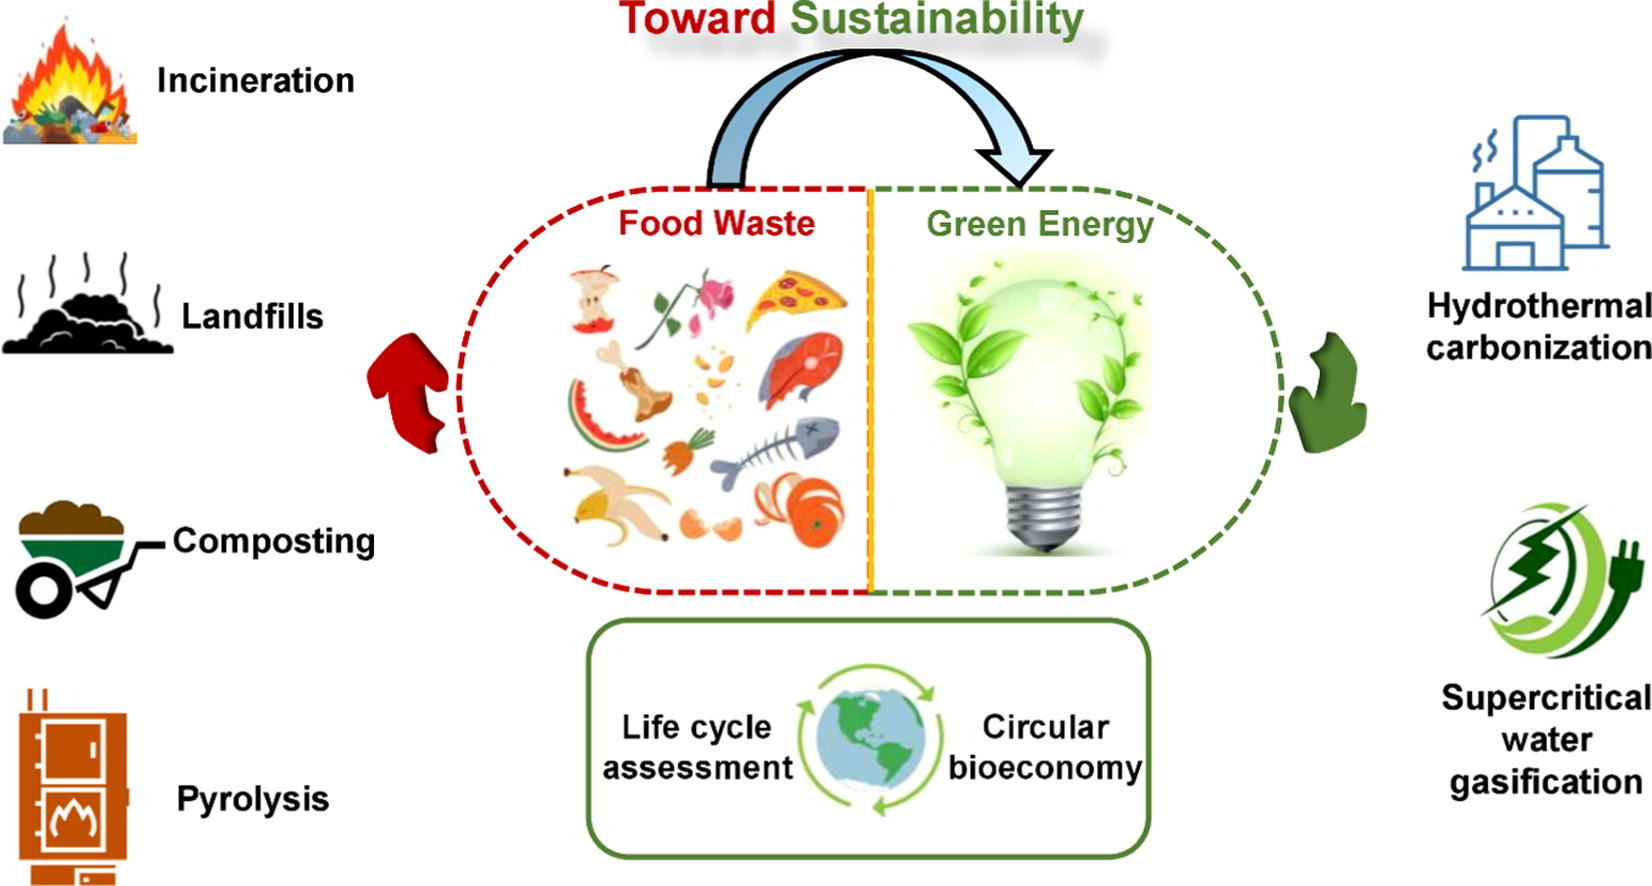 Toward Sustainability
Incineration
Landfills
Composting
Pyrolysis
Food Waste
Green Energy
Life cycle
assessment
Circular
bioeconomy
Hydrothermal
carbonization
Supercritical
water
gasification